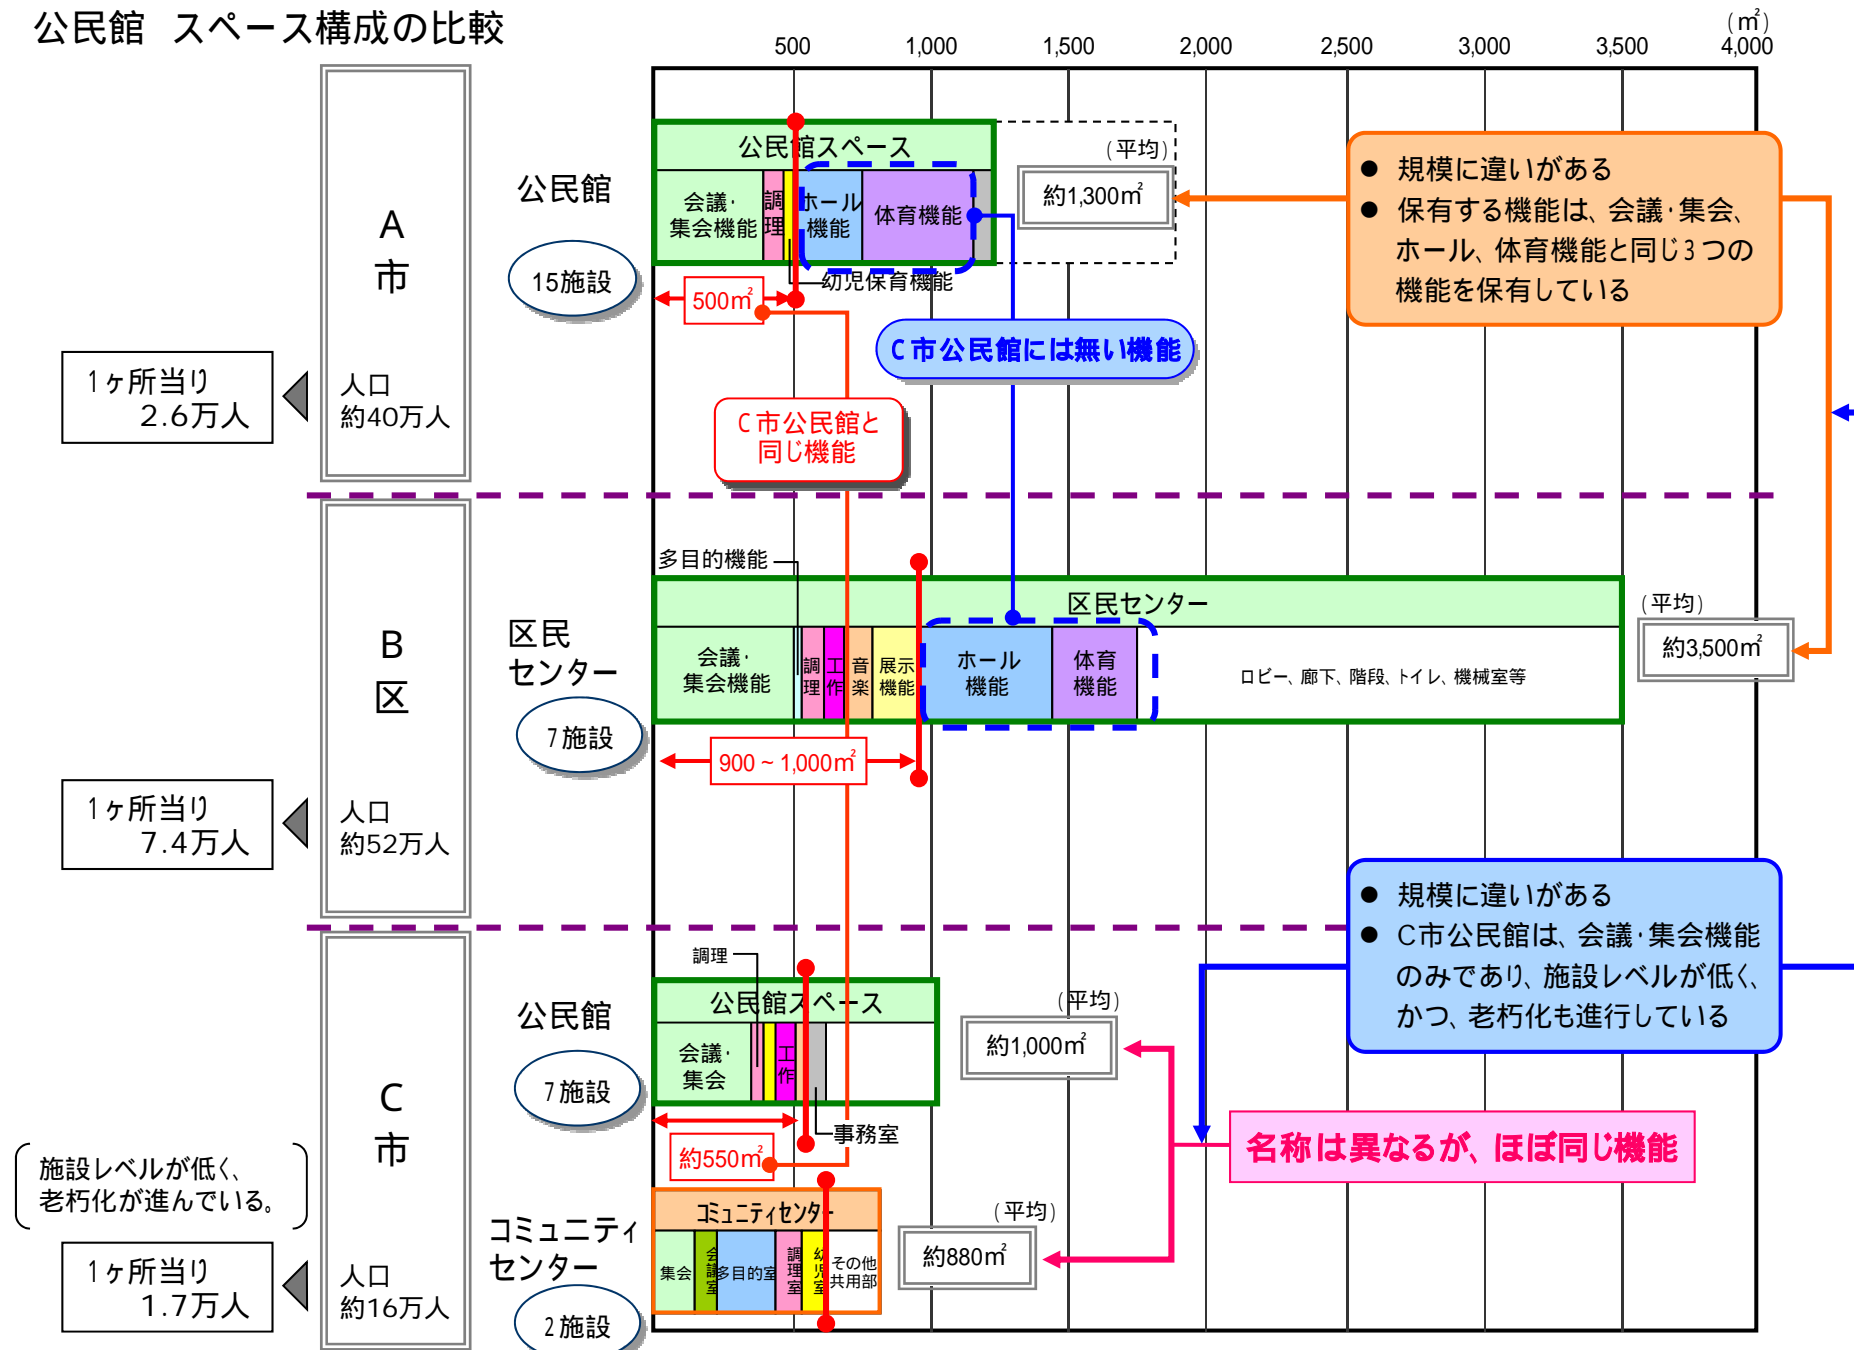 公民館 スペース構成の比較
(㎡)
500 1,000 1,500 2,000 2,500 3,000 3,500 4,000
A
市
人口
約40万人
1ヶ所当り
2.6万人
公民館
15施設
公民館スペース
会議・
集会機能
調
理
ホール
機能
体育機能
幼児保育機能
500㎡
(平均)
約1,300㎡
● 規模に違いがある
● 保有する機能は、会議・集会、
ホール、体育機能と同じ3つの
機能を保有している
C市公民館には無い機能
C市公民館と
同じ機能
B
区
人口
約52万人
1ヶ所当り
7.4万人
区民
センター
7施設
多目的機能
区民センター
会議・
集会機能
調
理
工
作
音
楽
展示
機能
ホール
機能
体育
機能
ロビー、廊下、階段、トイレ、機械室等
900~1,000㎡
(平均)
約3,500㎡
● 規模に違いがある
● C市公民館は、会議・集会機能
のみであり、施設レベルが低く、
かつ、老朽化も進行している
C
市
人口
約16万人
施設レベルが低く、
老朽化が進んでいる。
1ヶ所当り
1.7万人
公民館
7施設
調理
公民館スペース
会議・
集会
工
作
事務室
約550㎡
(平均)
約1,000㎡
名称は異なるが、ほぼ同じ機能
コミュニティ
センター
2施設
コミュニティセンター
集会
会議室
多目的室
調理室
幼児室
その他
共用部
(平均)
約880㎡